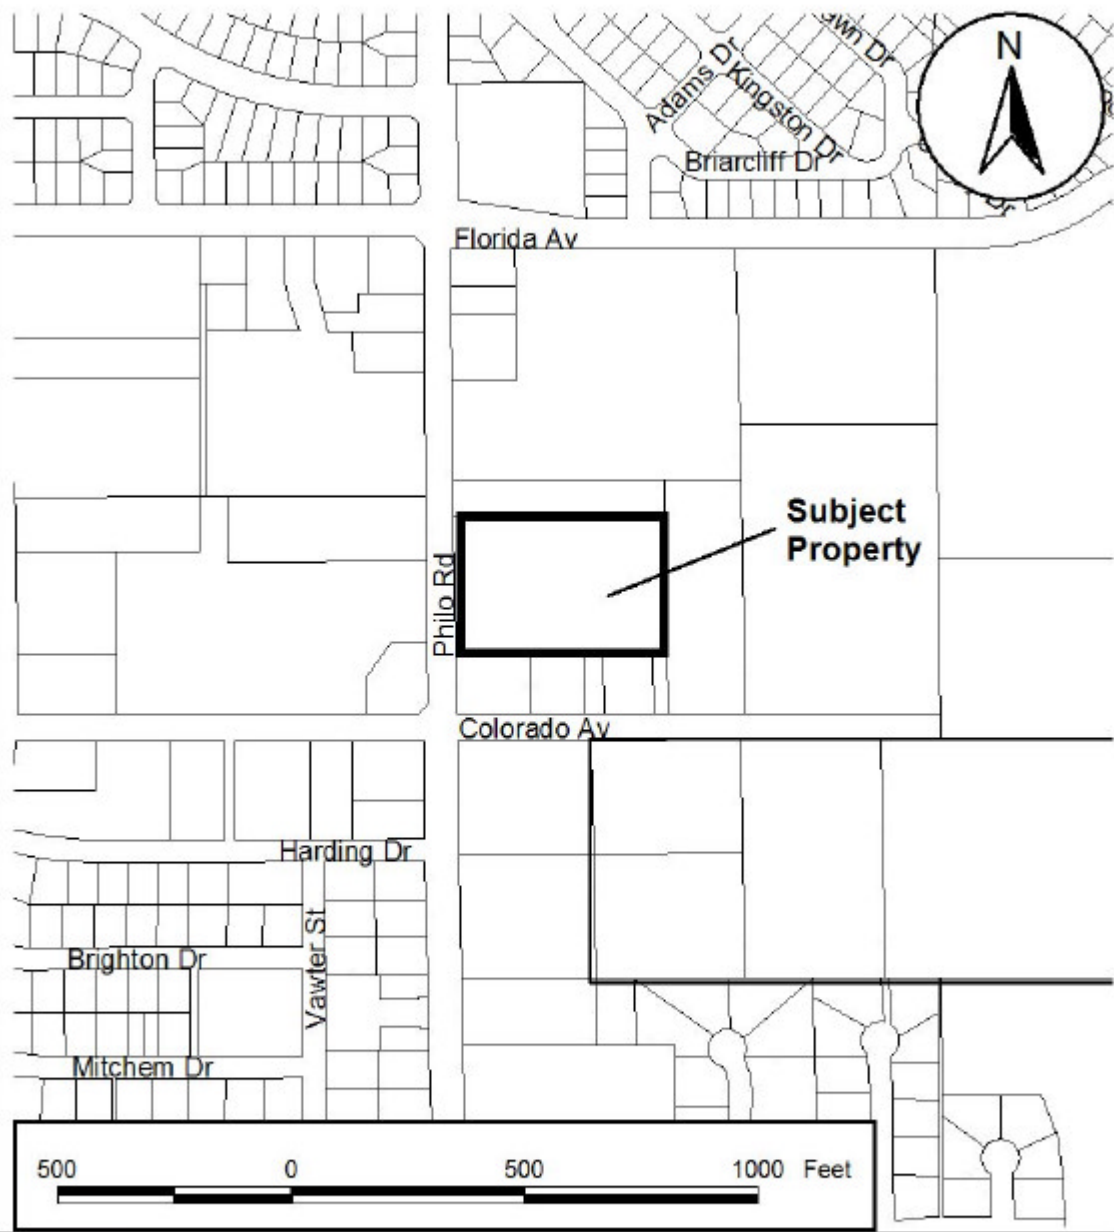 N
Adams Dr
Kingston Dr
Briarcliff Dr
Dr
Florida Av
Subject
Property
Philo Rd
Colorado Av
Harding Dr
Vawter St
Brighton Dr
Mitchem Dr
500 0 500 1000 Feet